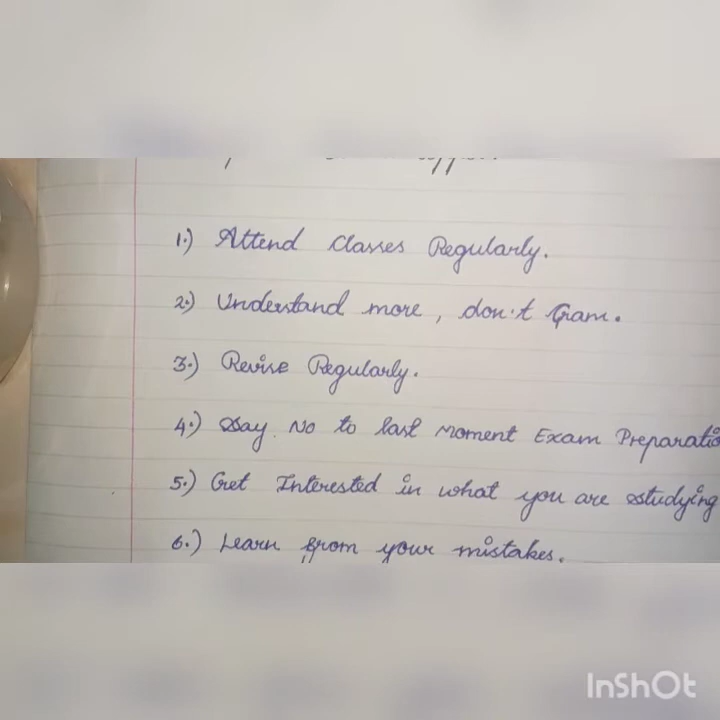 1.) Attend Classes Regularly.
2.) Understand more, don't Cram.
3.) Revise Regularly.
4.) Say No to last Moment Exam Preparatio
5.) Get Interested in what you are studying
6.) Learn from your mistakes.
InShOt